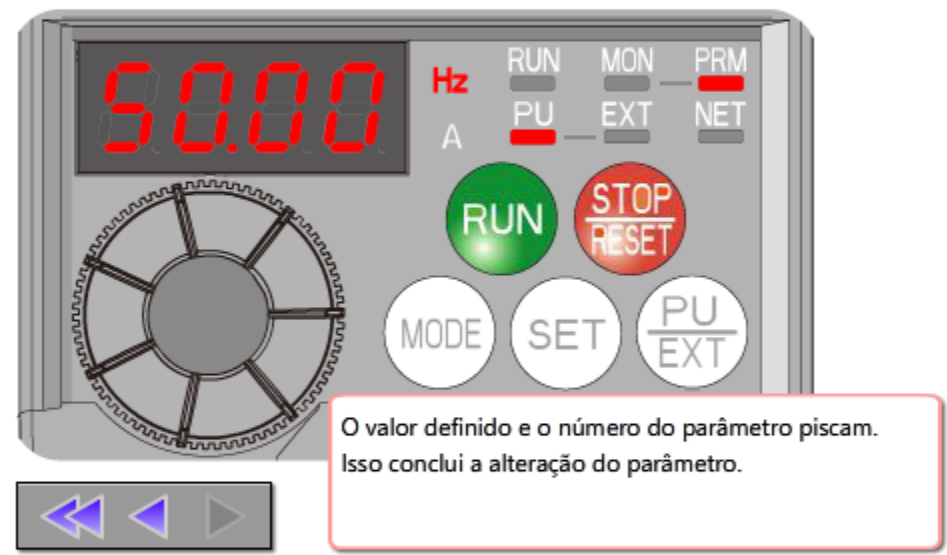 50.00
Hz
A
RUN MON PRM
PU EXT NET
RUN
STOP
RESET
MODE
SET
PU
EXT
O valor definido e o número do parâmetro piscam.
Isso conclui a alteração do parâmetro.